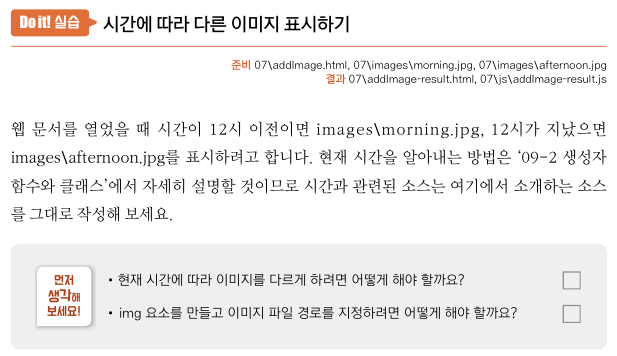 Do it! 실습 시간에 따라 다른 이미지 표시하기
준비 07\addImage.html, 07\images\morning.jpg, 07\images\afternoon.jpg
결과 07\addImage-result.html, 07\js\addImage-result.js
웹 문서를 열었을 때 시간이 12시 이전이면 images\morning.jpg, 12시가 지났으면
images\afternoon.jpg를 표시하려고 합니다. 현재 시간을 알아내는 방법은 ‘09-2 생성자
함수와 클래스’에서 자세히 설명할 것이므로 시간과 관련된 소스는 여기에서 소개하는 소스
를 그대로 작성해 보세요.
먼저
생각해
보세요!
• 현재 시간에 따라 이미지를 다르게 하려면 어떻게 해야 할까요?
• img 요소를 만들고 이미지 파일 경로를 지정하려면 어떻게 해야 할까요?